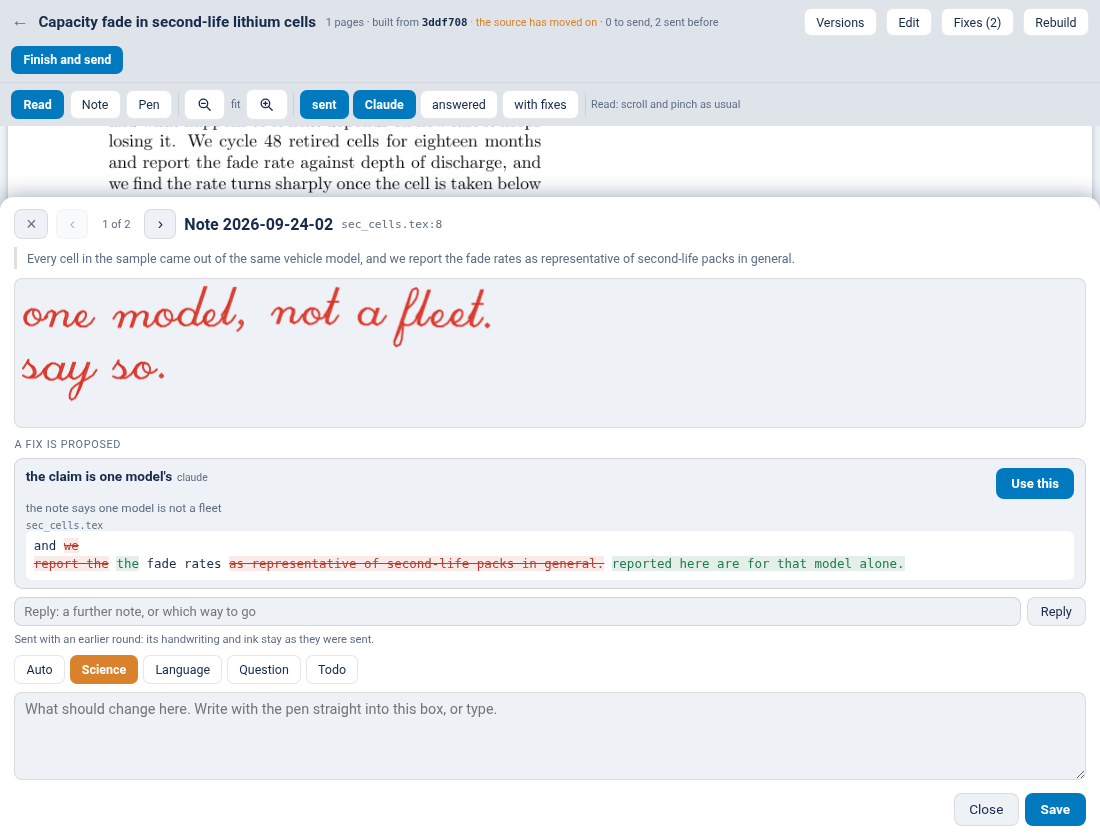 ← Capacity fade in second-life lithium cells 1 pages · built from 3ddf708 · the source has moved on · 0 to send, 2 sent before Versions Edit Fixes (2) Rebuild
Finish and send
Read Note Pen fit sent Claude answered with fixes Read: scroll and pinch as usual
losing it. We cycle 48 retired cells for eighteen months
and report the fade rate against depth of discharge, and
we find the rate turns sharply once the cell is taken below
× ‹ 1 of 2 › Note 2026-09-24-02 sec_cells.tex:8
Every cell in the sample came out of the same vehicle model, and we report the fade rates as representative of second-life packs in general.
one model, not a fleet.
say so.
A FIX IS PROPOSED
the claim is one model's claude
Use this
the note says one model is not a fleet
sec_cells.tex
and we
report the the fade rates as representative of second-life packs in general. reported here are for that model alone.
Reply: a further note, or which way to go Reply
Sent with an earlier round: its handwriting and ink stay as they were sent.
Auto Science Language Question Todo
What should change here. Write with the pen straight into this box, or type.
Close Save